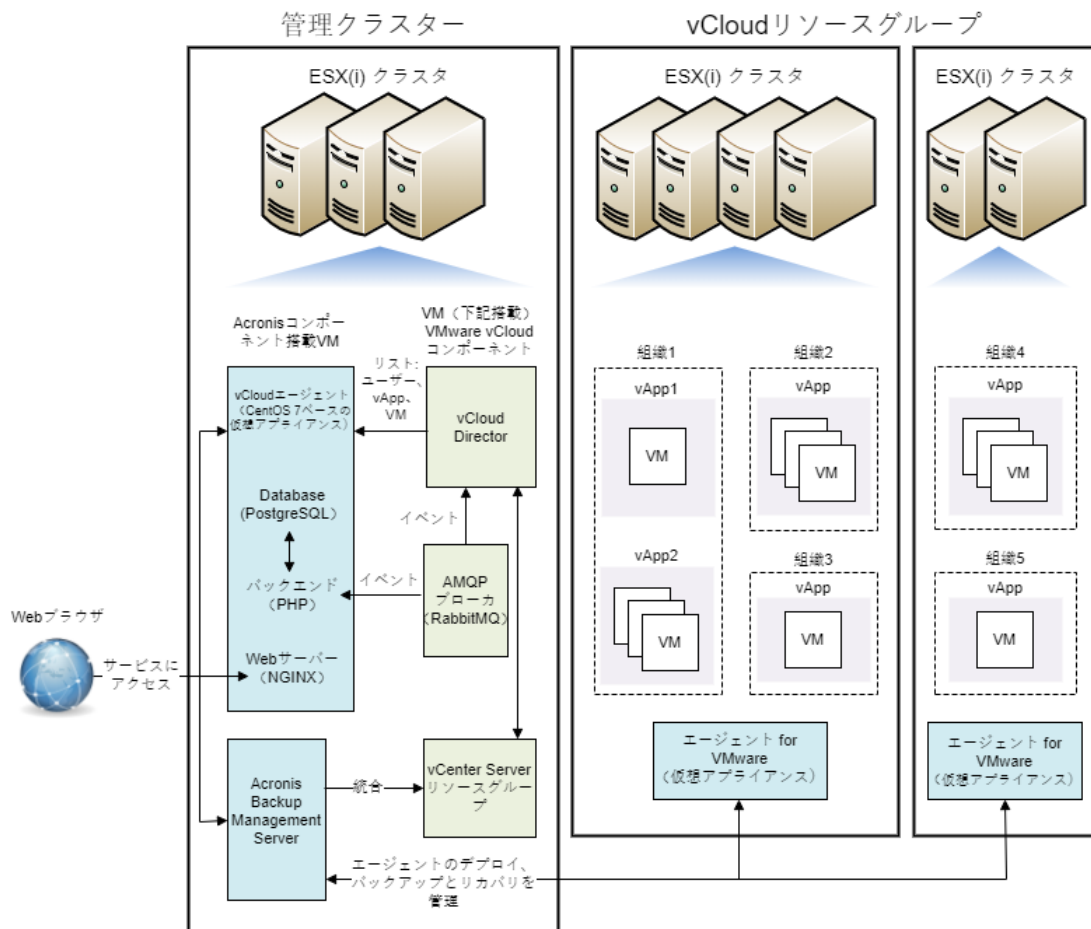 管理クラスター
vCloudリソースグループ
ESX(i) クラスタ
ESX(i) クラスタ
ESX(i) クラスタ
Acronisコンポー
ネント搭載VM
VM（下記搭載）
VMware vCloud
コンポーネント
vCloudエージェント
（CentOS 7ベースの
仮想アプライアンス）
リスト:
ユーザー、
vApp、
VM
vCloud
Director
Database
(PostgreSQL）
イベント
バックエンド
（PHP）
イベント
AMQP
ブローカ
（RabbitMQ）
Webブラウザ
サービスに
アクセス
Webサーバー
（NGINX）
Acronis
Backup
Management
Server
統合
vCenter Server
リソースグルー
プ
エージェントのデプロイ、
バックアップとリカバリを
管理
組織1
vApp1
VM
vApp2
VM
組織2
vApp
VM
組織3
vApp
VM
エージェント for
VMware
（仮想アプライアンス）
組織4
vApp
VM
組織5
vApp
VM
エージェント for
VMware
（仮想アプライアンス）